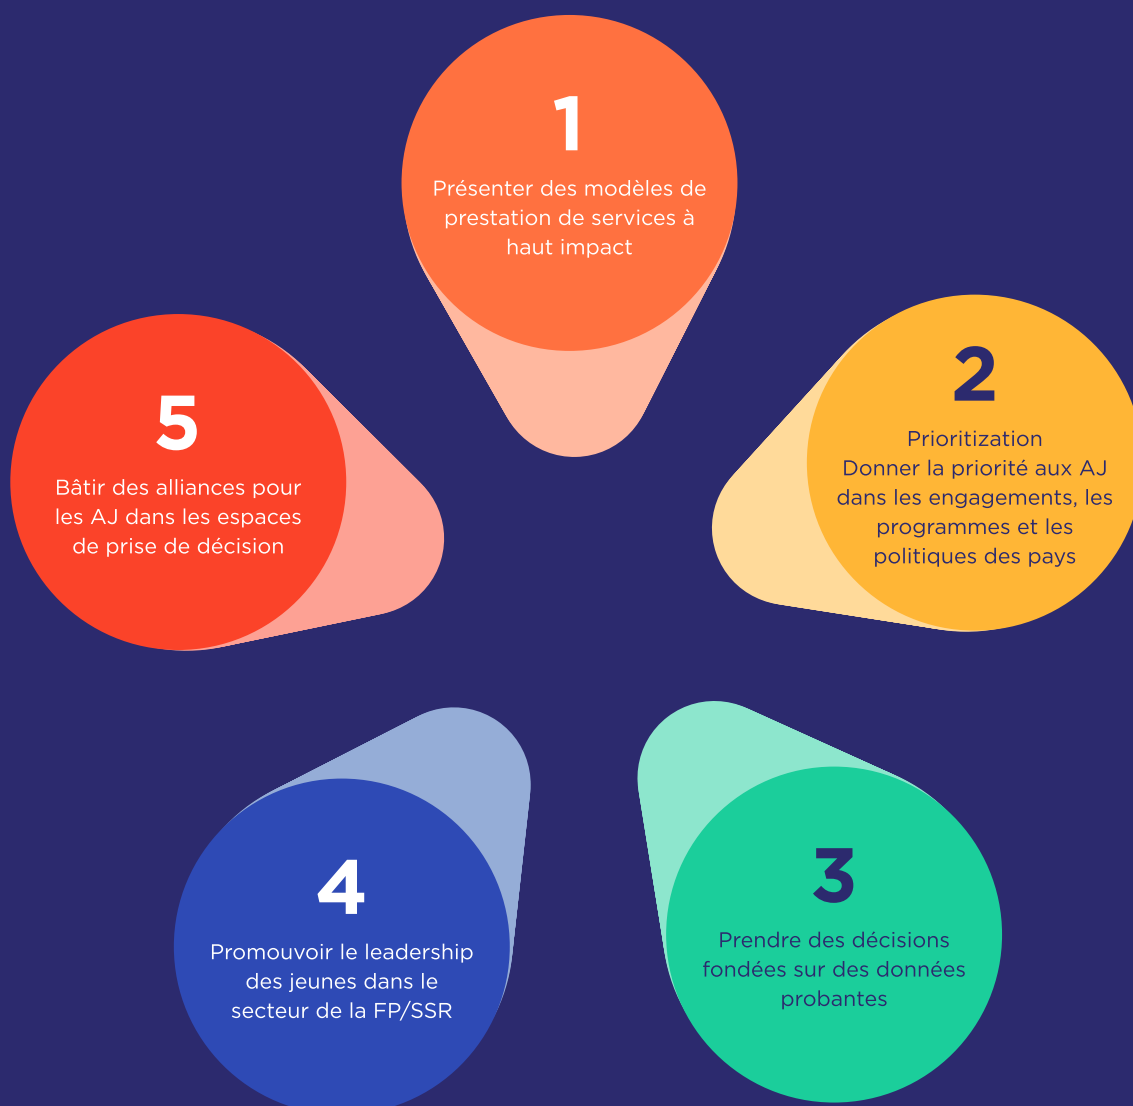 1
Présenter des modèles de
prestation de services à
haut impact
2
Prioritization
Donner la priorité aux AJ
dans les engagements, les
programmes et les
politiques des pays
3
Prendre des décisions
fondées sur des données
probantes
4
Promouvoir le leadership
des jeunes dans le
secteur de la FP/SSR
5
Bâtir des alliances pour
les AJ dans les espaces
de prise de décision